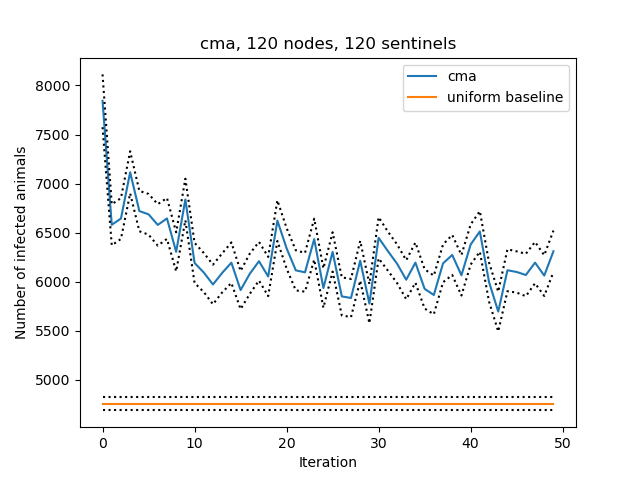 cma, 120 nodes, 120 sentinels
cma
uniform baseline
Number of infected animals
8000
7500
7000
6500
6000
5500
5000
0 10 20 30 40 50
Iteration